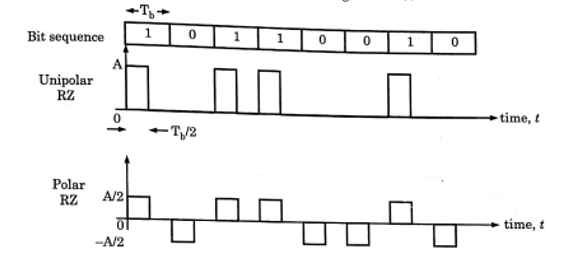 T_b
Bit sequence 1 0 1 1 0 0 1 0
A
Unipolar
RZ
0 time, t
T_b/2
Polar
RZ
A/2
0 time, t
−A/2